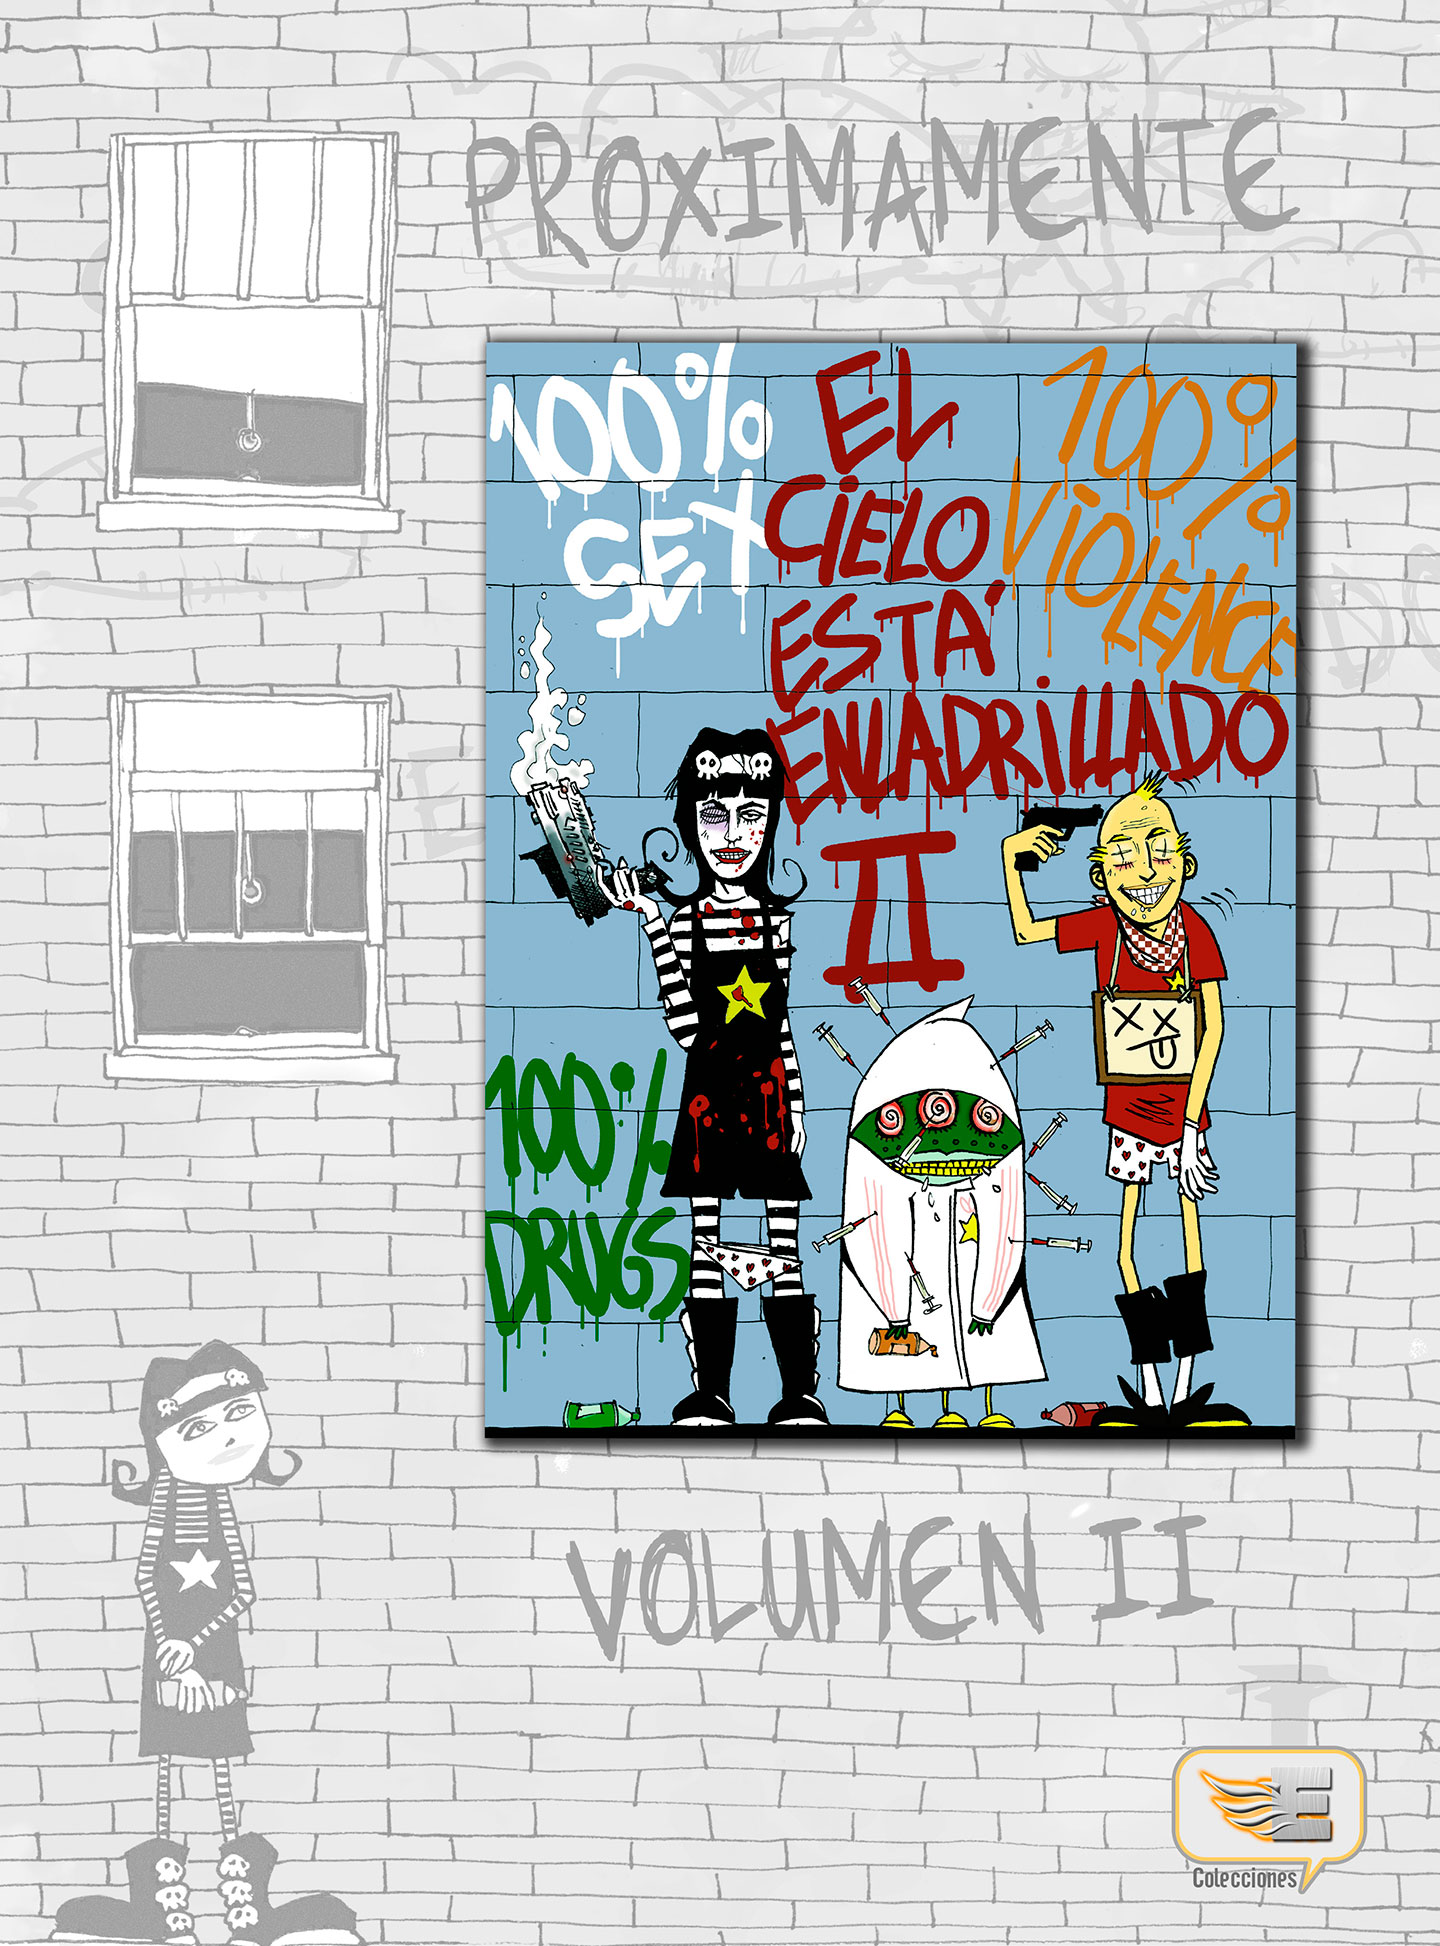 PROXIMAMENTE
100% SEX
EL CIELO ESTÁ ENLADRILLADO II
100% VIOLENCE
100% DRUGS
VOLUMEN II
E
Colecciones